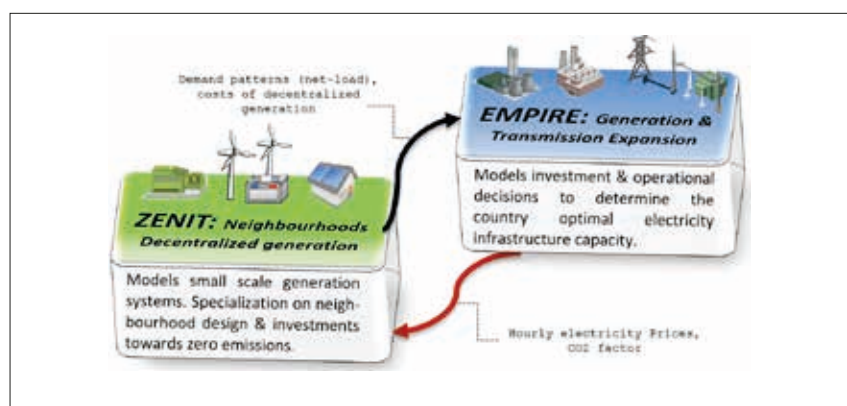 Demand patterns (net-load),
costs of decentralized
generation
EMPIRE: Generation &
Transmission Expansion
Models investment & operational
decisions to determine the
country optimal electricity
infrastructure capacity.
ZENIT: Neighbourhoods
Decentralized generation
Models small scale generation
systems. Specialization on neigh-
bourhood design & investments
towards zero emissions.
Hourly electricity Prices,
CO2 factor